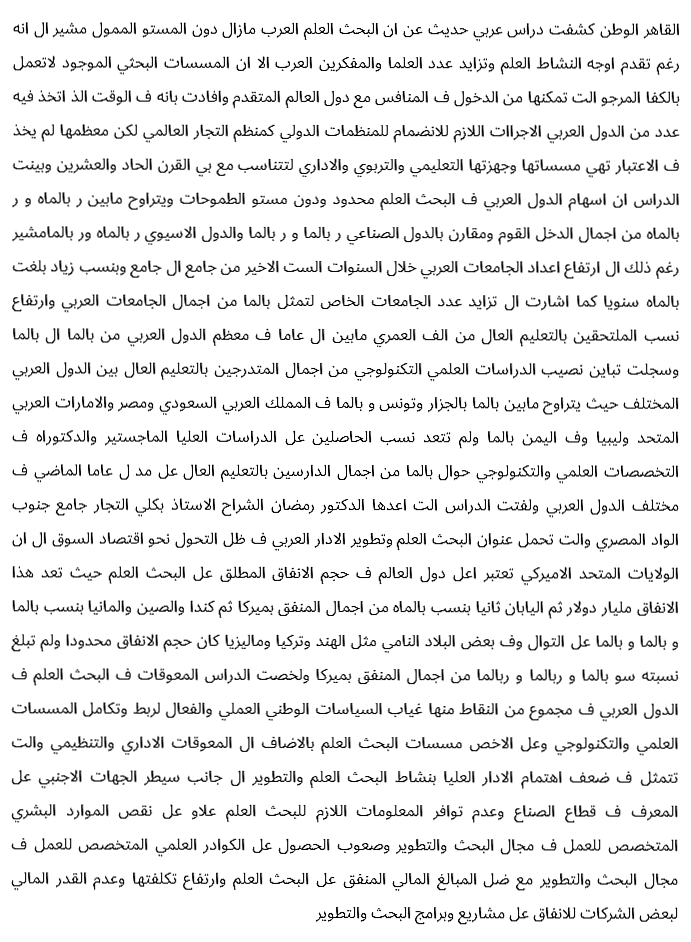 القاهر الوطن كشفت دراس عربي حديث عن ان البحث العلم العرب مازال دون المستو الممول مشير ال انه
رغم تقدم اوجه النشاط العلم وتزايد عدد العلما والمفكرين العرب الا ان المسسات البحثي الموجود لاتعمل
بالكفا المرجو الت تمكنها من الدخول ف المنافس مع دول العالم المتقدم وافادت بانه ف الوقت الذ اتخذ فيه
عدد من الدول العربي الاجراات اللازم للانضمام للمنظمات الدولي كمنظم التجار العالمي لكن معظمها لم يخذ
ف الاعتبار تهي مسساتها وجهزتها التعليمي والتربوي والاداري لتتناسب مع بي القرن الحاد والعشرين وبينت
الدراس ان اسهام الدول العربي ف البحث العلم محدود ودون مستو الطموحات ويتراوح مابين ر بالماه و ر
بالماه من اجمال الدخل القوم ومقارن بالدول الصناعي ر بالما و ر بالما والدول الاسيوي ر بالماه ور بالمامشير
رغم ذلك ال ارتفاع اعداد الجامعات العربي خلال السنوات الست الاخير من جامع ال جامع وبنسب زياد بلغت
بالماه سنويا كما اشارت ال تزايد عدد الجامعات الخاص لتمثل بالما من اجمال الجامعات العربي وارتفاع
نسب الملتحقين بالتعليم العال من الف العمري مابين ال عاما ف معظم الدول العربي من بالما ال بالما
وسجلت تباين نصيب الدراسات العلمي التكنولوجي من اجمال المتدرجين بالتعليم العال بين الدول العربي
المختلف حيث يتراوح مابين بالما بالجزار وتونس و بالما ف المملك العربي السعودي ومصر والامارات العربي
المتحد وليبيا وف اليمن بالما ولم تتعد نسب الحاصلين عل الدراسات العليا الماجستير والدكتوراه ف
التخصصات العلمي والتكنولوجي حوال بالما من اجمال الدارسين بالتعليم العال عل مد ل عاما الماضي ف
مختلف الدول العربي ولفتت الدراس الت اعدها الدكتور رمضان الشراح الاستاذ بكلي التجار جامع جنوب
الواد المصري والت تحمل عنوان البحث العلم وتطوير الادار العربي ف ظل التحول نحو اقتصاد السوق ال ان
الولايات المتحد الاميركي تعتبر اعل دول العالم ف حجم الانفاق المطلق عل البحث العلم حيث تعد هذا
الانفاق مليار دولار ثم اليابان ثانيا بنسب بالماه من اجمال المنفق بميركا ثم كندا والصين والمانيا بنسب بالما
و بالما و بالما عل التوال وف بعض البلاد النامي مثل الهند وتركيا وماليزيا كان حجم الانفاق محدودا ولم تبلغ
نسبته سو بالما و ربالما و ربالما من اجمال المنفق بميركا ولخصت الدراس المعوقات ف البحث العلم ف
الدول العربي ف مجموع من النقاط منها غياب السياسات الوطني العملي والفعال لربط وتكامل المسسات
العلمي والتكنولوجي وعل الاخص مسسات البحث العلم بالاضاف ال المعوقات الاداري والتنظيمي والت
تتمثل ف ضعف اهتمام الادار العليا بنشاط البحث العلم والتطوير ال جانب سيطر الجهات الاجنبي عل
المعرف ف قطاع الصناع وعدم توافر المعلومات اللازم للبحث العلم علاو عل نقص الموارد البشري
المتخصص للعمل ف مجال البحث والتطوير وصعوب الحصول عل الكوادر العلمي المتخصص للعمل ف
مجال البحث والتطوير مع ضل المبالغ المالي المنفق عل البحث العلم وارتفاع تكلفتها وعدم القدر المالي
لبعض الشركات للانفاق عل مشاريع وبرامج البحث والتطوير